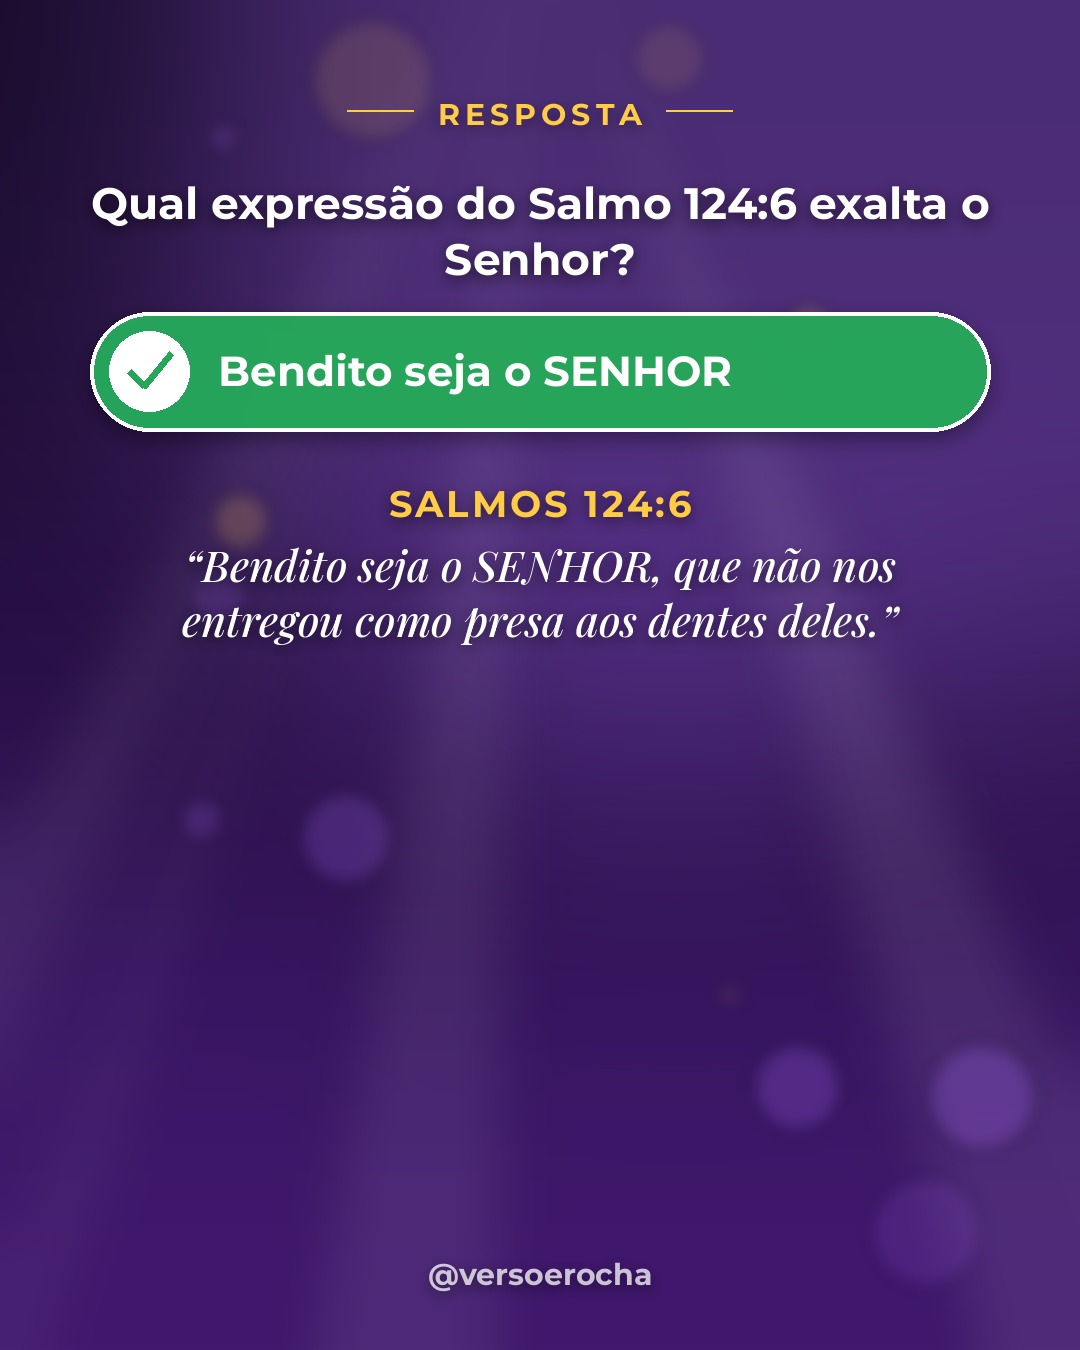 RESPOSTA
Qual expressão do Salmo 124:6 exalta o
Senhor?
Bendito seja o SENHOR
SALMOS 124:6
“Bendito seja o SENHOR, que não nos
entregou como presa aos dentes deles.”
@versoerocha